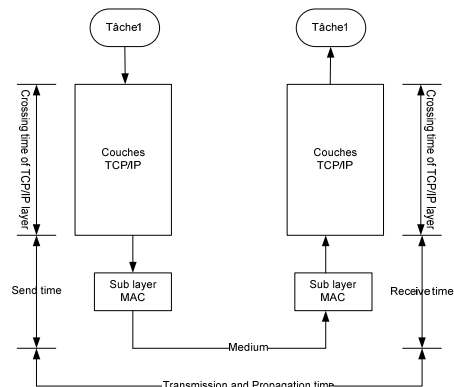 Tâche1
Tâche1
Crossing time of
TCP/IP layer
Couches
TCP/IP
Couches
TCP/IP
Crossing time of
TCP/IP layer
Send time
Sub layer
MAC
Sub layer
MAC
Receive time
Medium
Transmission and Propagation time